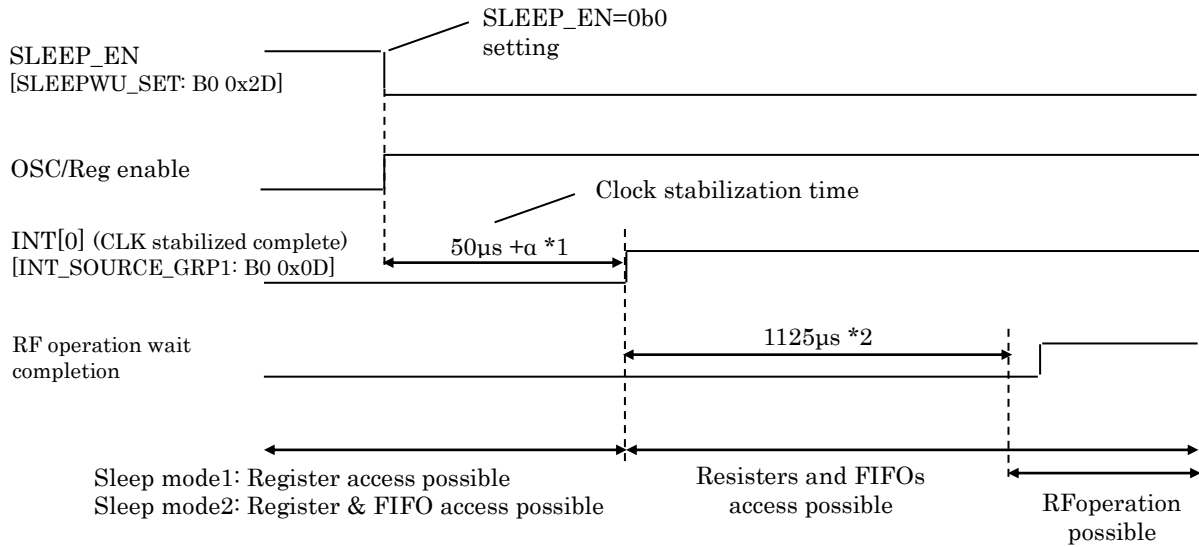 SLEEP_EN=0b0
setting
SLEEP_EN
[SLEEPWU_SET: B0 0x2D]
OSC/Reg enable
Clock stabilization time
INT[0] (CLK stabilized complete)
[INT_SOURCE_GRP1: B0 0x0D]
50μs +α *1
RF operation wait
completion
1125μs *2
Sleep mode1: Register access possible
Sleep mode2: Register & FIFO access possible
Resisters and FIFOs
access possible
RFoperation
possible